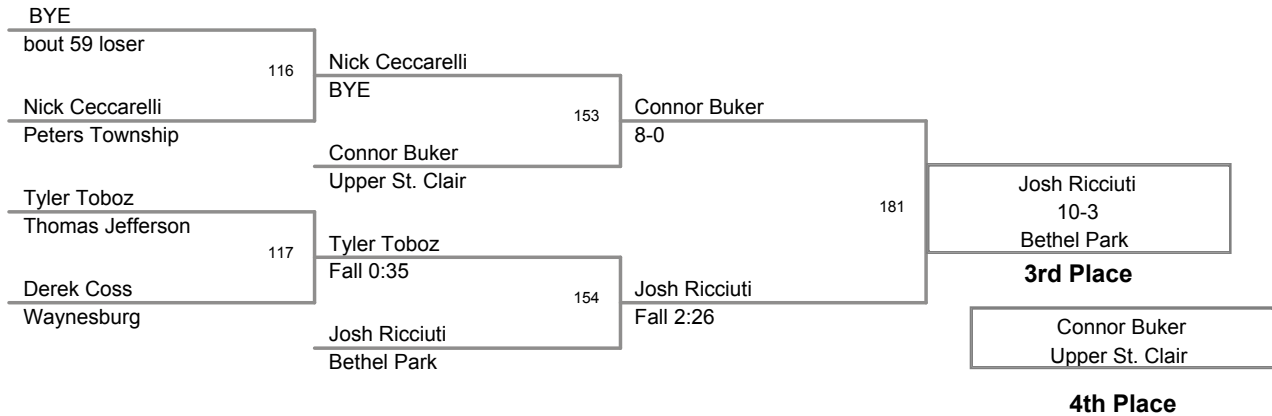 BYE
bout 59 loser
116
Nick Ceccarelli
Peters Township
Nick Ceccarelli
BYE
153
Connor Buker
Upper St. Clair
Connor Buker
8-0
Tyler Toboz
Thomas Jefferson
117
Derek Coss
Waynesburg
Tyler Toboz
Fall 0:35
154
Josh Ricciuti
Bethel Park
Josh Ricciuti
Fall 2:26
181
Josh Ricciuti
10-3
Bethel Park
3rd Place
Connor Buker
Upper St. Clair
4th Place